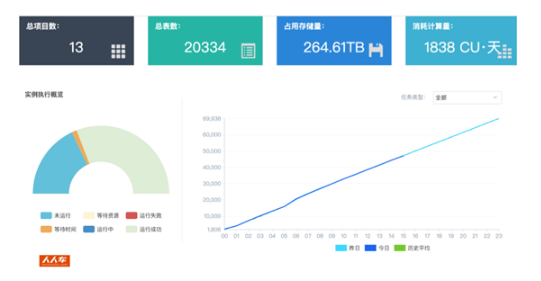 总项目数:
13
总表数:
20334
占用存储量:
264.61TB
消耗计算量:
1838 CU·天
实例执行概览
任务类型: 全部
69,936
60,000
50,000
40,000
30,000
20,000
10,000
1,806
00 01 02 03 04 05 06 07 08 09 10 11 12 13 14 15 16 17 18 19 20 21 22 23
未运行 等待资源 运行失败
等待时间 运行中 运行成功
昨日 今日 历史平均
人人车